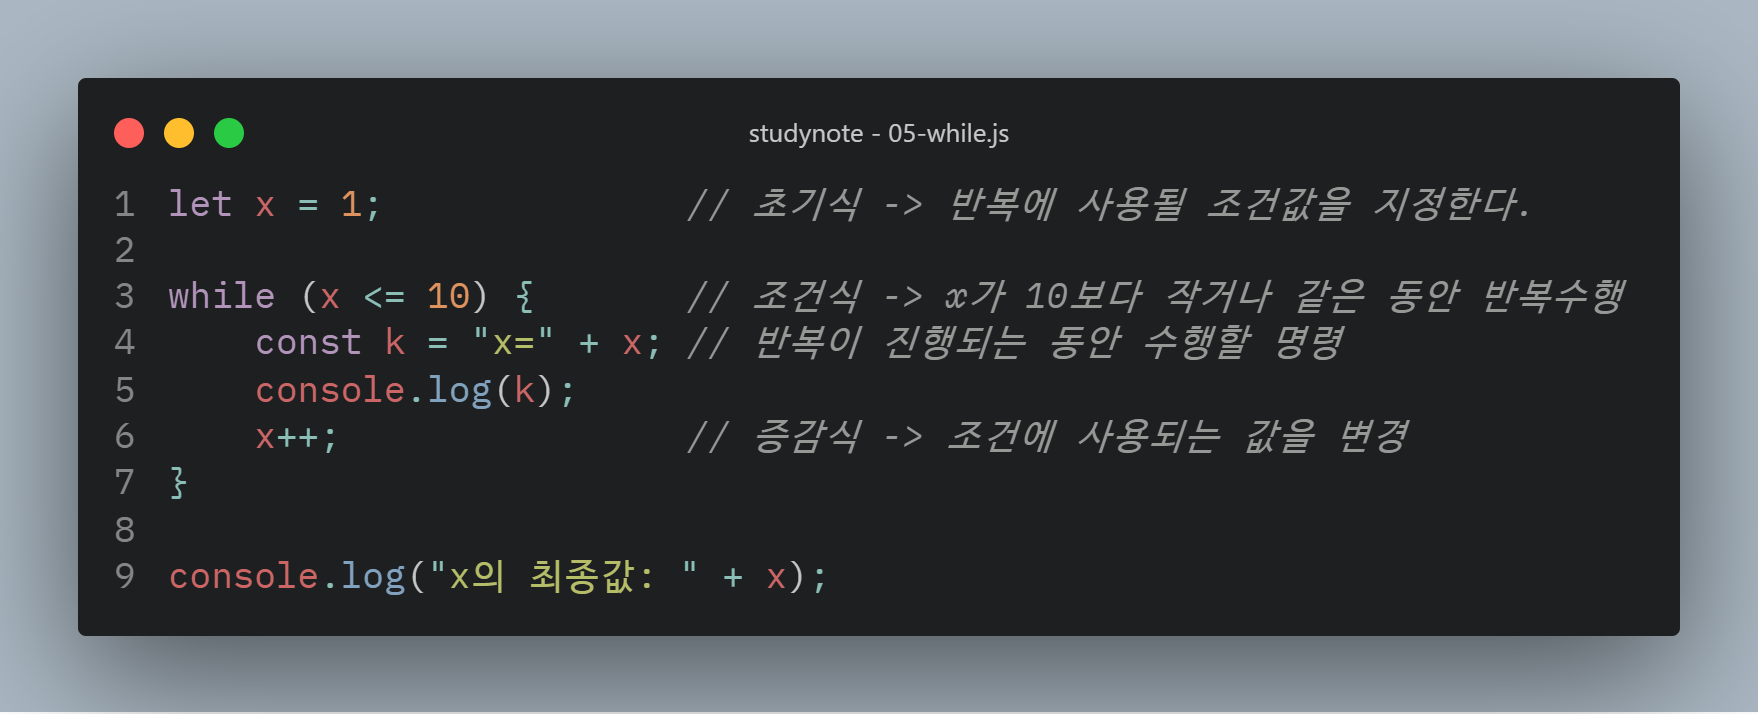 studynote - 05-while.js
1 let x = 1; // 초기식 -> 반복에 사용될 조건값을 지정한다.
2
3 while (x <= 10) { // 조건식 -> x가 10보다 작거나 같은 동안 반복수행
4 const k = "x=" + x; // 반복이 진행되는 동안 수행할 명령
5 console.log(k);
6 x++; // 증감식 -> 조건에 사용되는 값을 변경
7 }
8
9 console.log("x의 최종값: " + x);